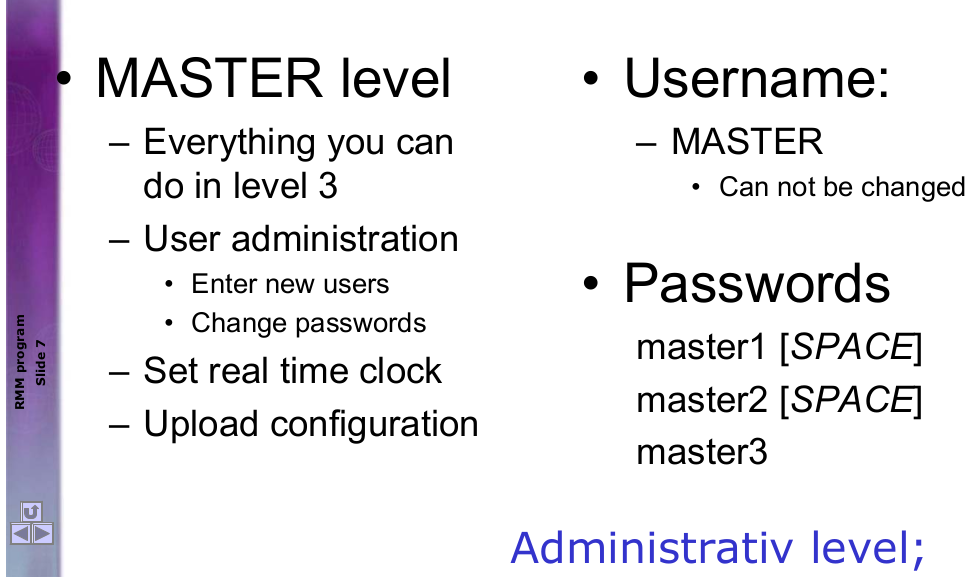 • MASTER level
– Everything you can
do in level 3
– User administration
• Enter new users
• Change passwords
– Set real time clock
– Upload configuration
• Username:
– MASTER
• Can not be changed
• Passwords
master1 [SPACE]
master2 [SPACE]
master3
Administrativ level;
RMM program
Slide 7